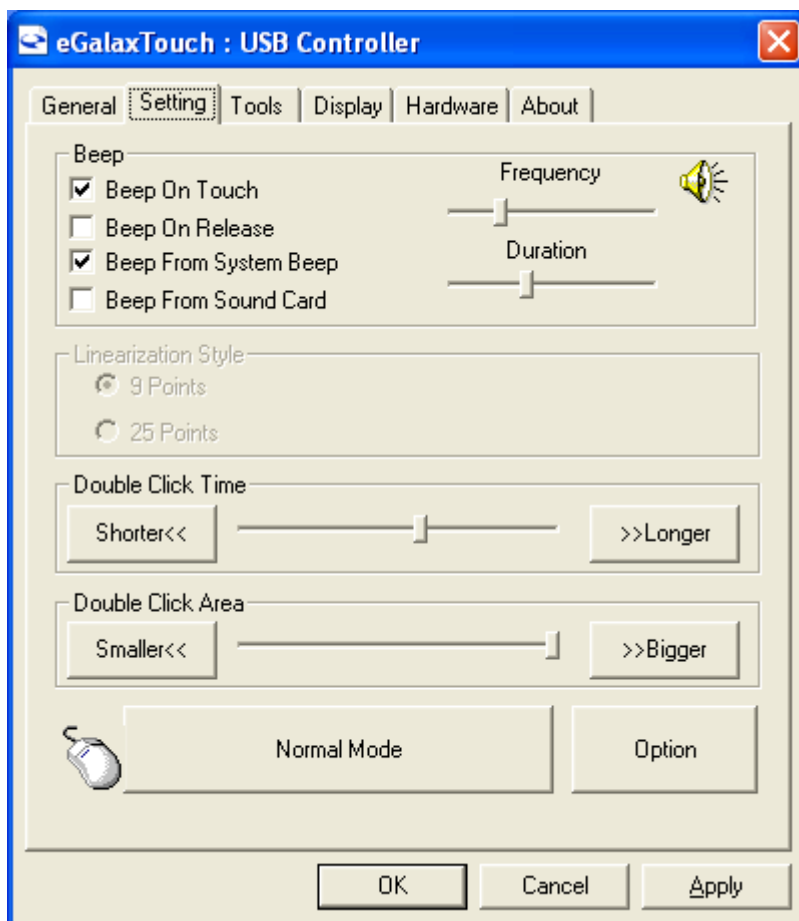 eGalaxTouch : USB Controller
General Setting Tools Display Hardware About
Beep
Beep On Touch
Beep On Release
Beep From System Beep
Beep From Sound Card
Frequency
Duration
Linearization Style
9 Points
25 Points
Double Click Time
Shorter<< >>Longer
Double Click Area
Smaller<< >>Bigger
Normal Mode Option
OK Cancel Apply